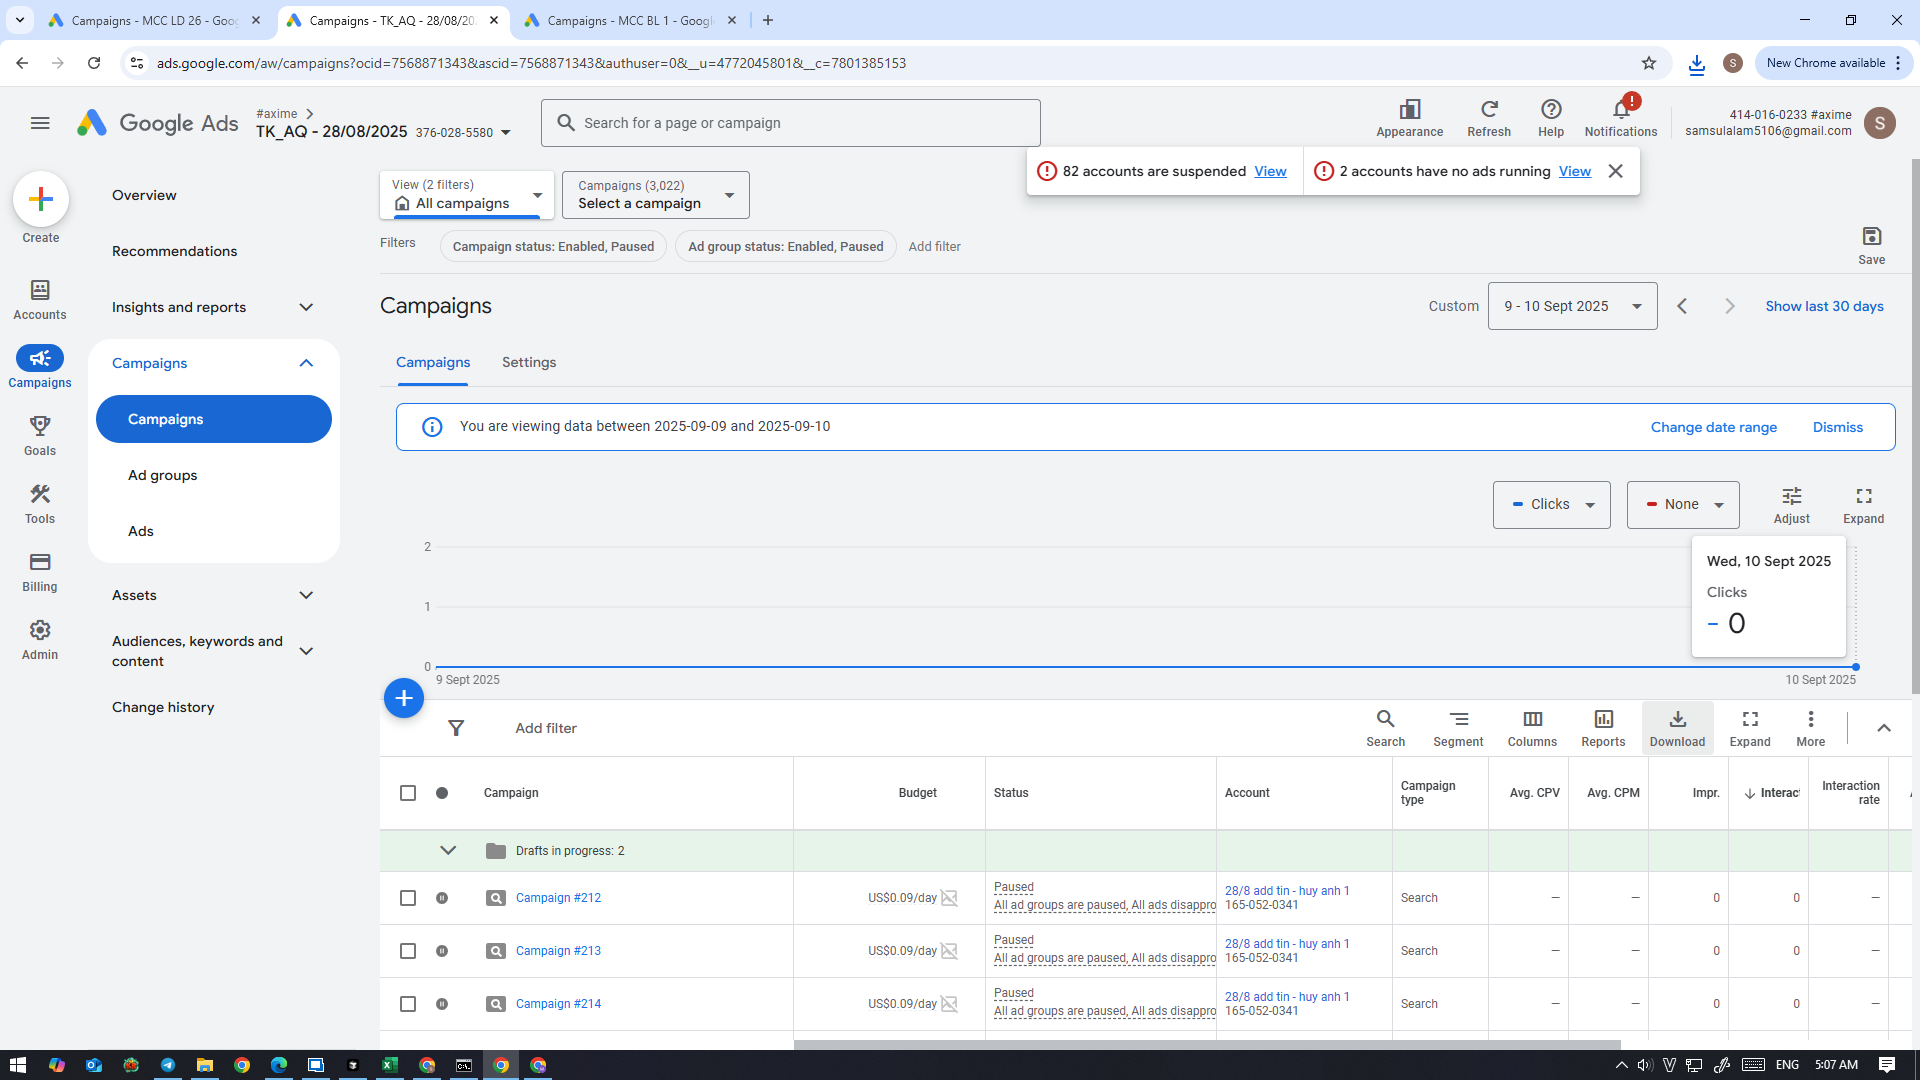 Campaigns - MCC LD 26 - Goo
Campaigns - TK_AQ - 28/08/20
Campaigns - MCC BL 1 - Google
ads.google.com/aw/campaigns?ocid=7568871343&ascid=7568871343&authuser=0&__u=4772045801&__c=7801385153
S
New Chrome available
Google Ads
#axime
TK_AQ - 28/08/2025 376-028-5580
Search for a page or campaign
Appearance
Refresh
Help
Notifications
414-016-0233 #axime
samsulalam5106@gmail.com
S
82 accounts are suspended View
2 accounts have no ads running View
Create
Accounts
Campaigns
Goals
Tools
Billing
Admin
Overview
Recommendations
Insights and reports
Campaigns
Campaigns
Ad groups
Ads
Assets
Audiences, keywords and
content
Change history
View (2 filters)
All campaigns
Campaigns (3,022)
Select a campaign
Filters
Campaign status: Enabled, Paused
Ad group status: Enabled, Paused
Add filter
Save
Campaigns
Custom
9 - 10 Sept 2025
Show last 30 days
Campaigns
Settings
You are viewing data between 2025-09-09 and 2025-09-10
Change date range
Dismiss
Clicks
None
Adjust
Expand
2
1
0
9 Sept 2025
10 Sept 2025
Wed, 10 Sept 2025
Clicks
0
Add filter
Search
Segment
Columns
Reports
Download
Expand
More
Campaign Budget Status Account Campaign type Avg. CPV Avg. CPM Impr. Interact Interaction rate
Drafts in progress: 2
Campaign #212 US$0.09/day Paused 28/8 add tin - huy anh 1 Search — — 0 0 —
All ad groups are paused, All ads disappro 165-052-0341
Campaign #213 US$0.09/day Paused 28/8 add tin - huy anh 1 Search — — 0 0 —
All ad groups are paused, All ads disappro 165-052-0341
Campaign #214 US$0.09/day Paused 28/8 add tin - huy anh 1 Search — — 0 0 —
All ad groups are paused, All ads disappro 165-052-0341
ENG
5:07 AM